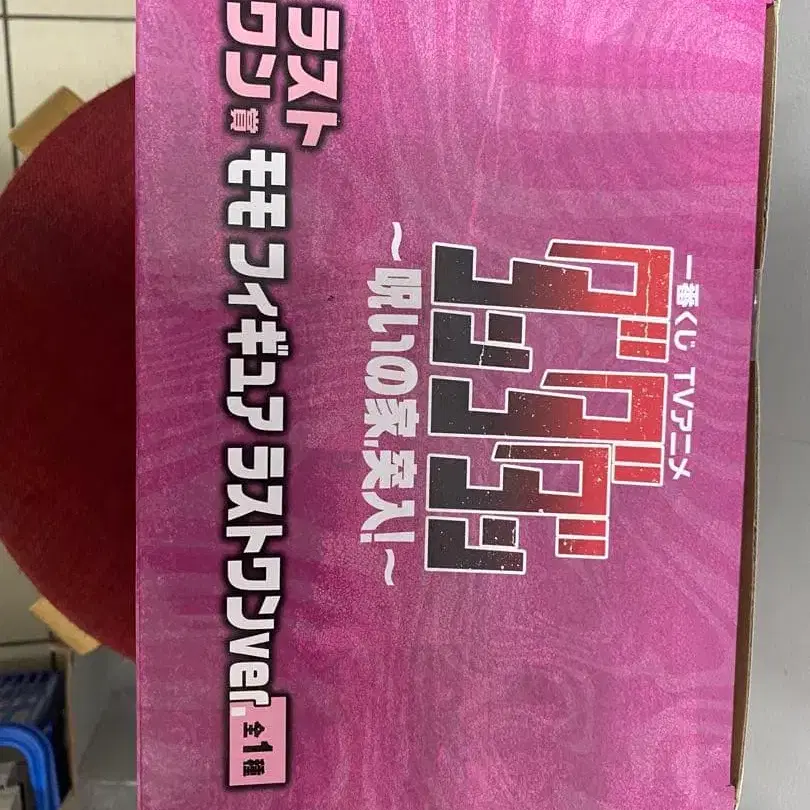 一番くじ TVアニメ
ダンダダン
～呪いの家、突入!～
ラスト
ワン賞 モモ フィギュア ラストワンver. 全1種